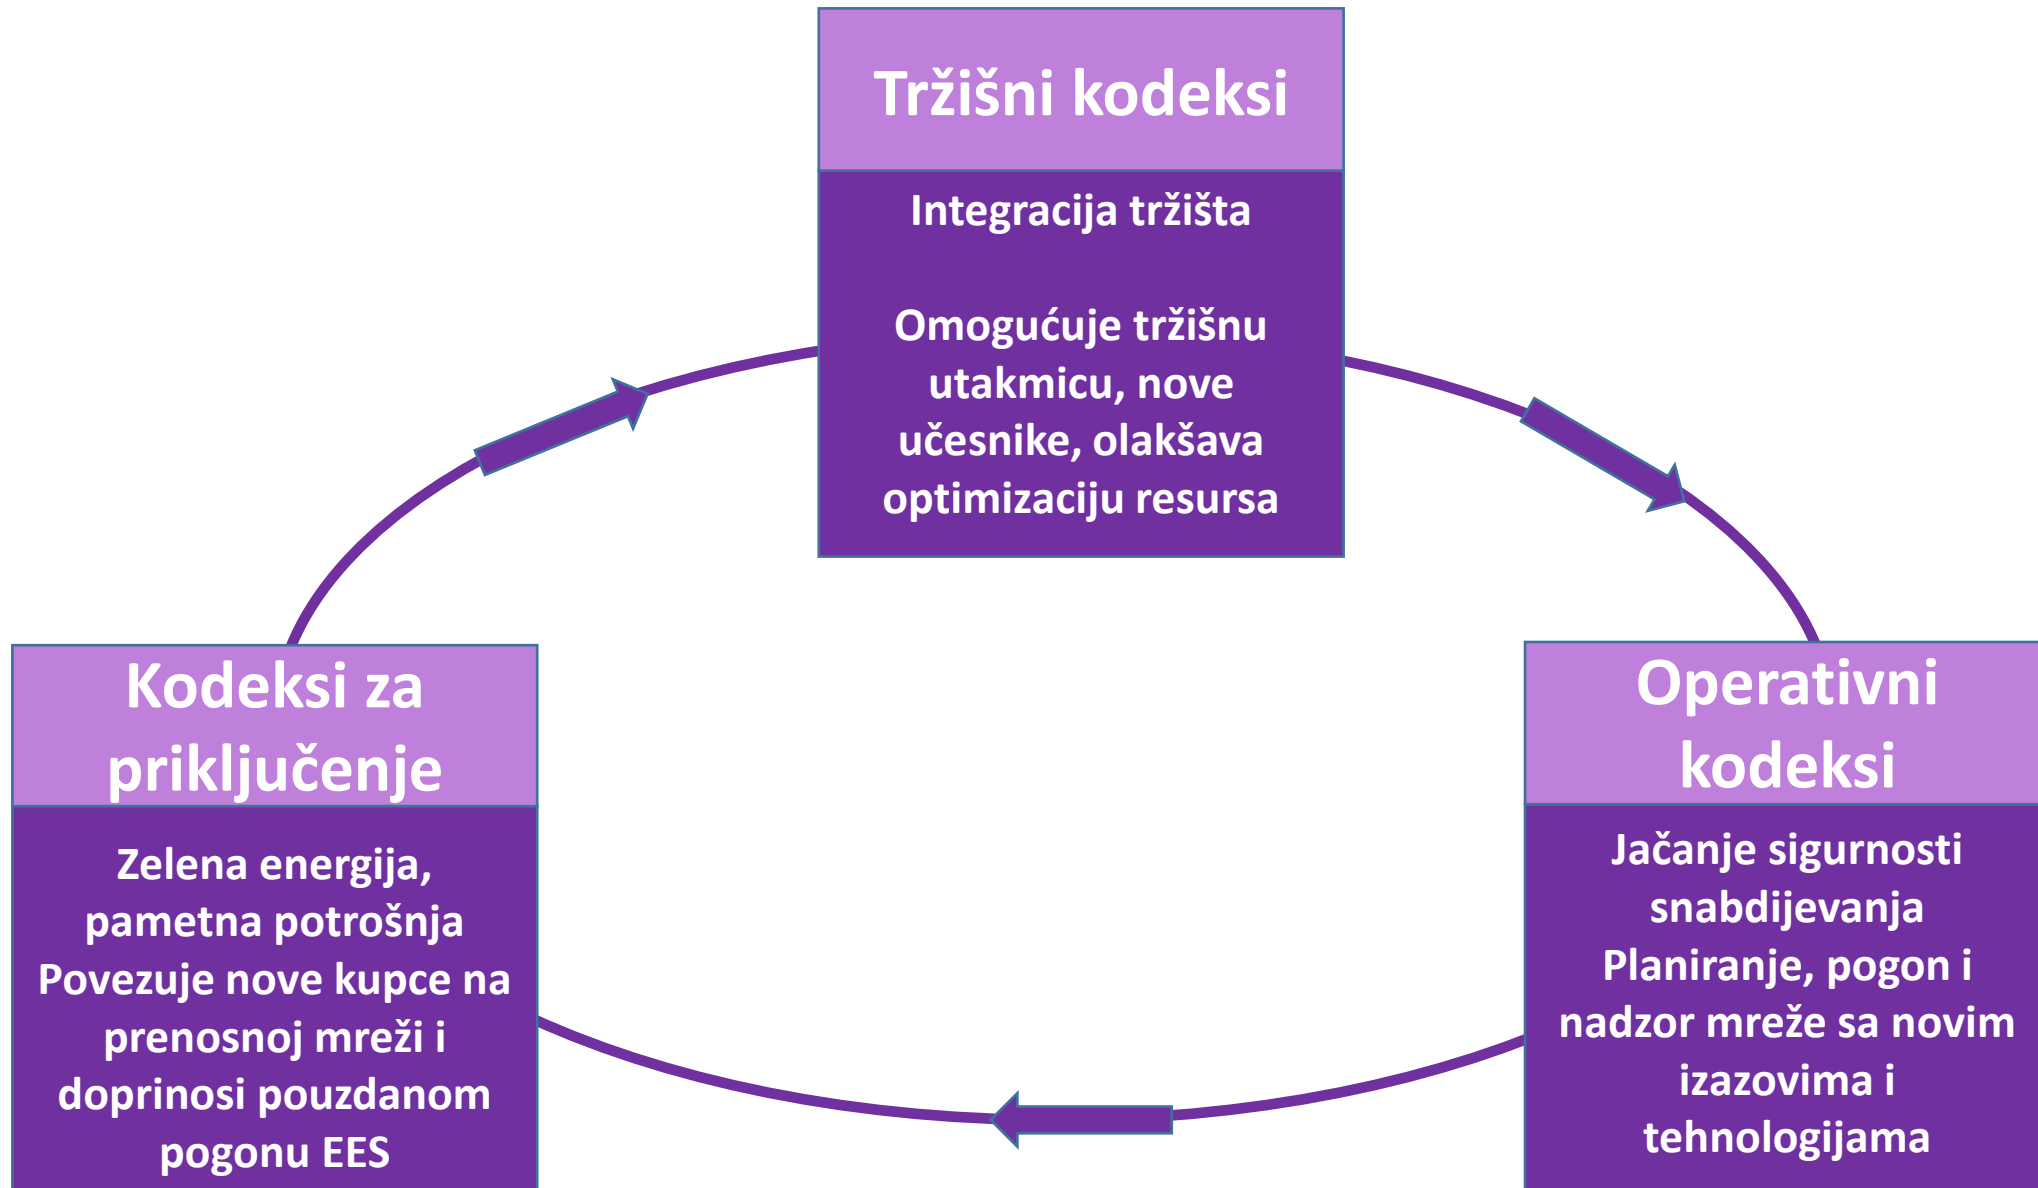 Tržišni kodeksi
Integracija tržišta
Omogućuje tržišnu
utakmicu, nove
učesnike, olakšava
optimizaciju resursa
Kodeksi za
priključenje
Zelena energija,
pametna potrošnja
Povezuje nove kupce na
prenosnoj mreži i
doprinosi pouzdanom
pogonu EES
Operativni
kodeksi
Jačanje sigurnosti
snabdijevanja
Planiranje, pogon i
nadzor mreže sa novim
izazovima i
tehnologijama